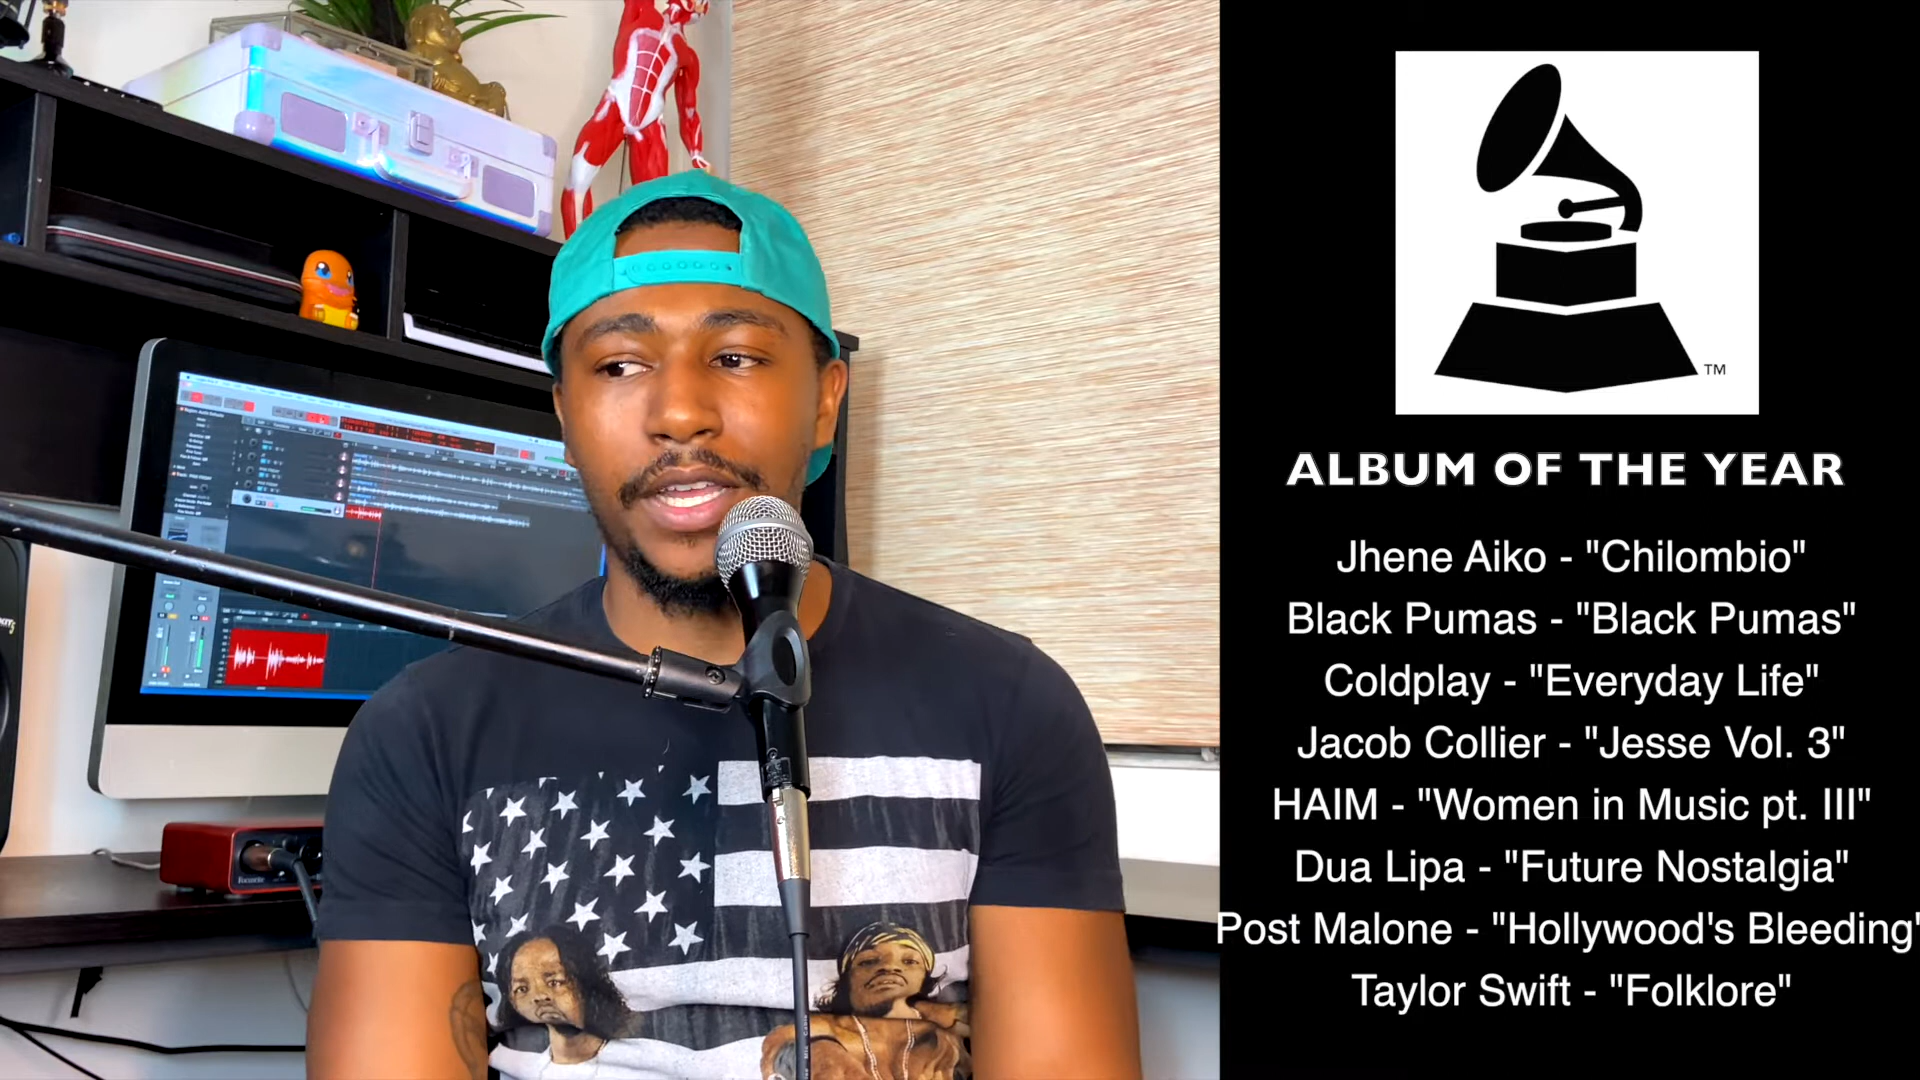 TM
ALBUM OF THE YEAR
Jhene Aiko - "Chilombio"
Black Pumas - "Black Pumas"
Coldplay - "Everyday Life"
Jacob Collier - "Jesse Vol. 3"
HAIM - "Women in Music pt. III"
Dua Lipa - "Future Nostalgia"
Post Malone - "Hollywood's Bleeding"
Taylor Swift - "Folklore"
Focusrite